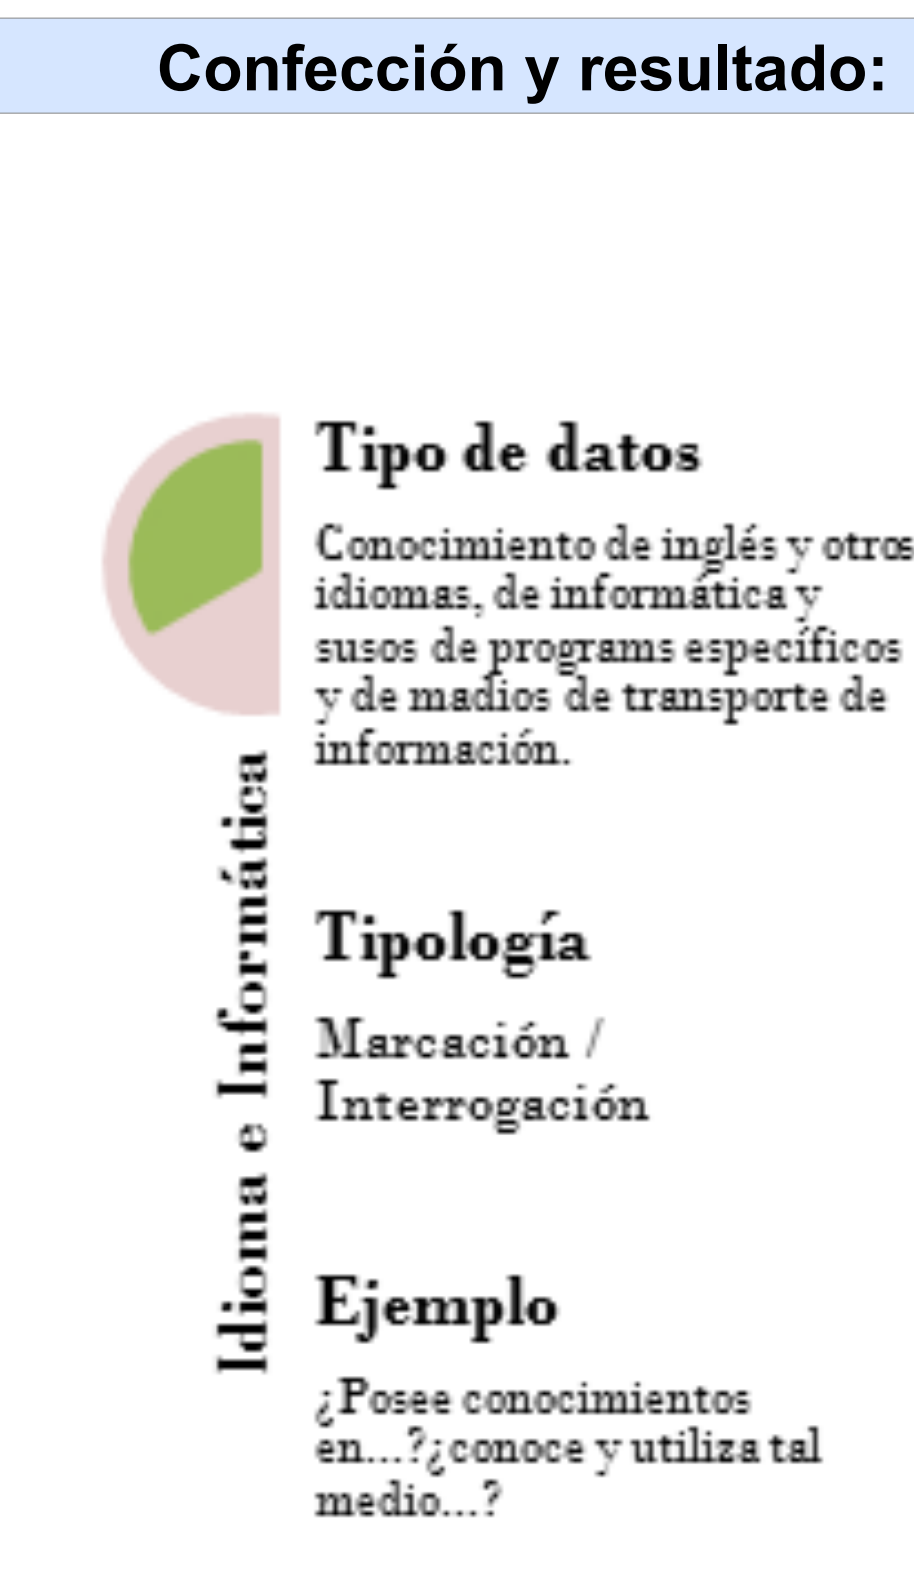 Confección y resultado:
Tipo de datos
Conocimiento de inglés y otros
idiomas, de informática y
susos de programs específicos
y de madios de transporte de
información.
Idioma e Informática
Tipología
Marcación /
Interrogación
Ejemplo
¿Posee conocimientos
en...?¿conoce y utiliza tal
medio...?